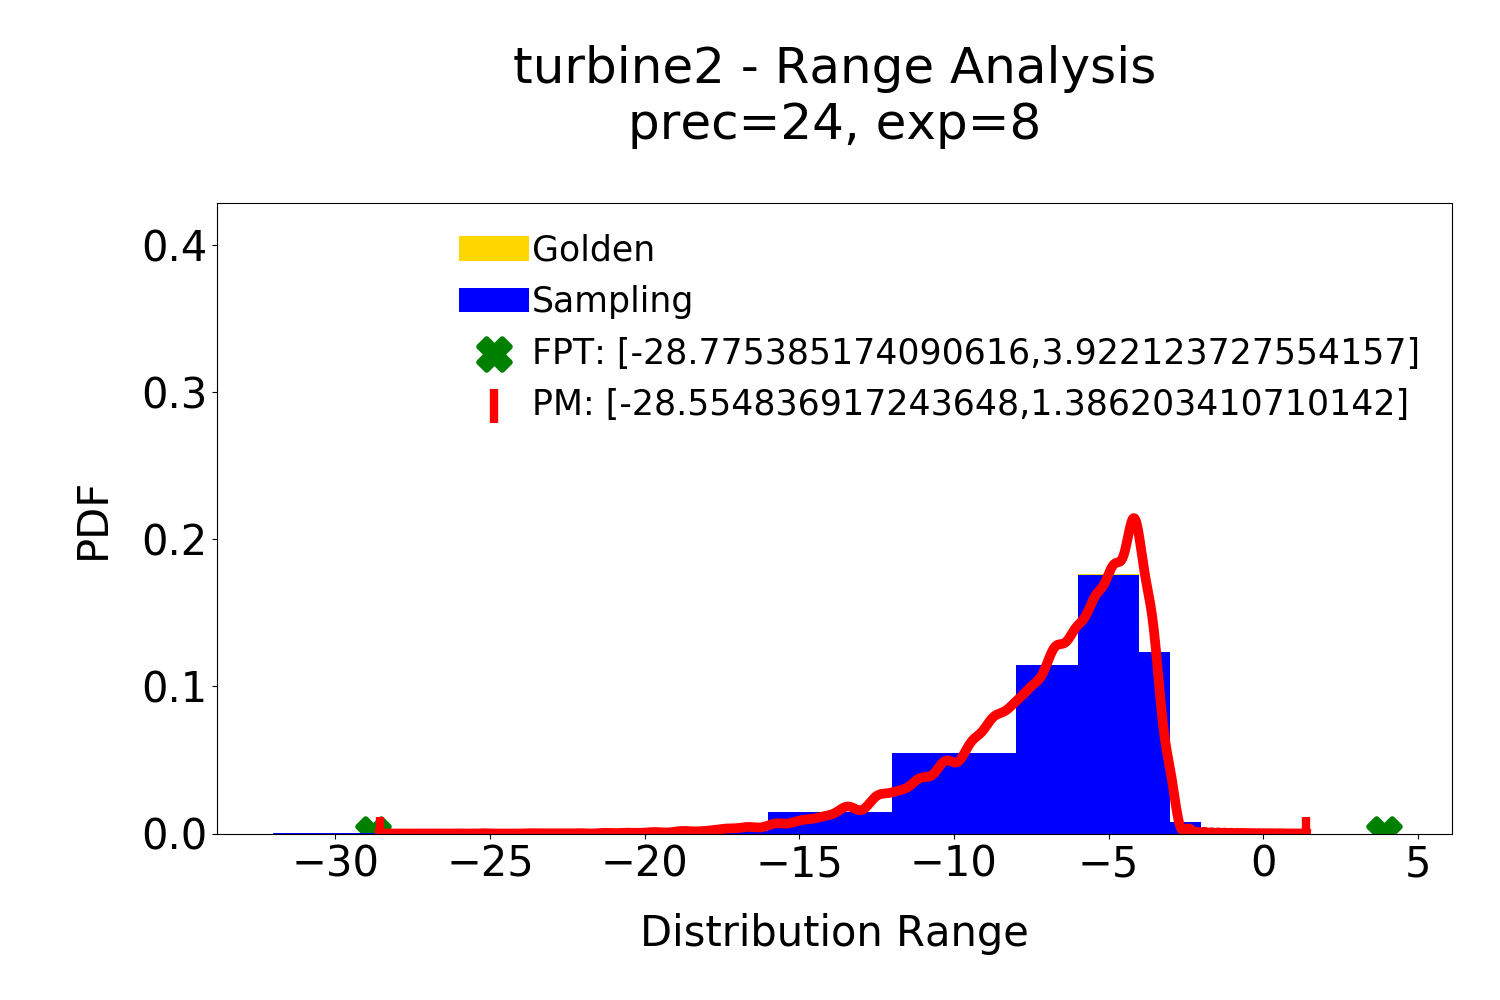 turbine2 - Range Analysis
prec=24, exp=8
Golden
Sampling
FPT: [-28.775385174090616,3.922123727554157]
PM: [-28.554836917243648,1.386203410710142]
PDF
0.4
0.3
0.2
0.1
0.0
−30 −25 −20 −15 −10 −5 0 5
Distribution Range